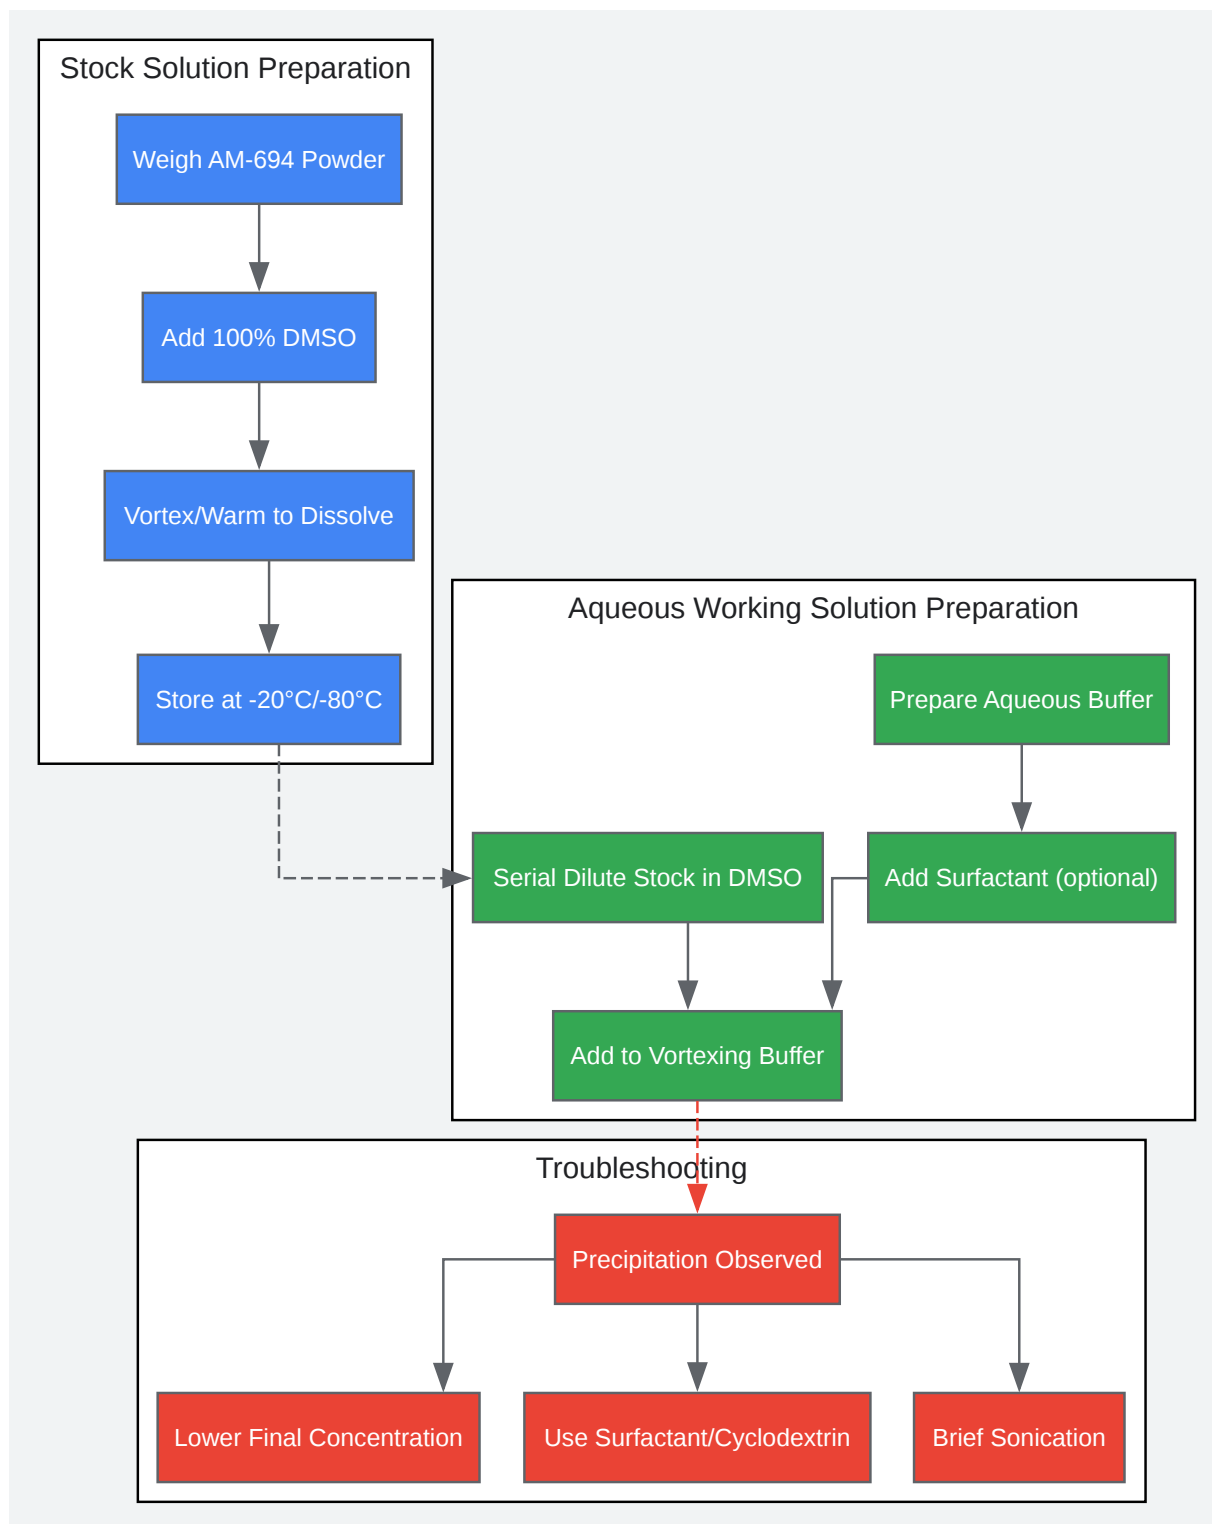 Stock Solution Preparation
Weigh AM-694 Powder
Add 100% DMSO
Vortex/Warm to Dissolve
Store at -20°C/-80°C
Aqueous Working Solution Preparation
Prepare Aqueous Buffer
Serial Dilute Stock in DMSO
Add Surfactant (optional)
Add to Vortexing Buffer
Troubleshooting
Precipitation Observed
Lower Final Concentration
Use Surfactant/Cyclodextrin
Brief Sonication